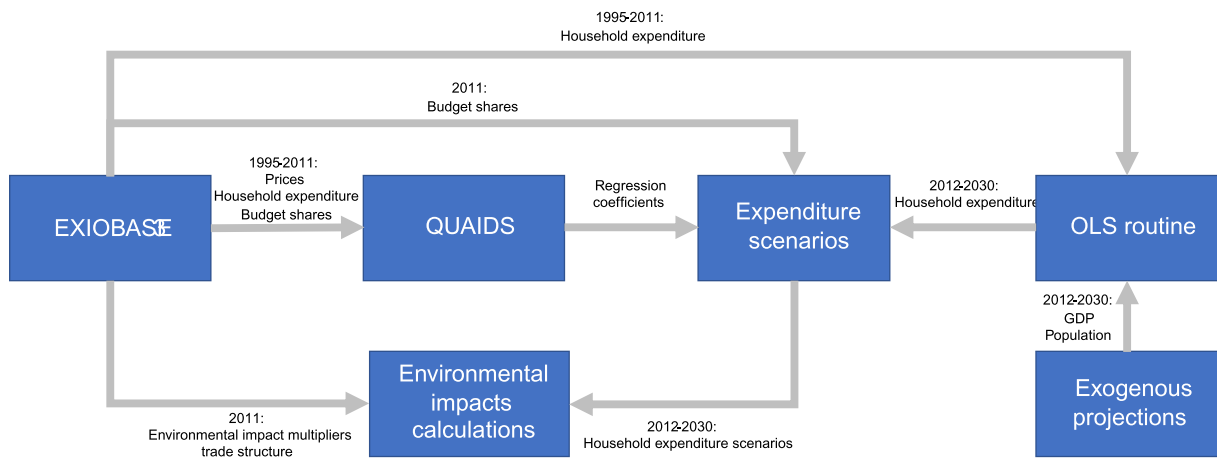 1995-2011:
Household expenditure
2011:
Budget shares
1995-2011:
Prices
Household expenditure
Budget shares
Regression
coefficients
2012-2030:
Household expenditure
EXIOBASE3
QUAIDS
Expenditure
scenarios
OLS routine
2012-2030:
GDP
Population
Environmental
impacts
calculations
Exogenous
projections
2011:
Environmental impact multipliers
trade structure
2012-2030:
Household expenditure scenarios